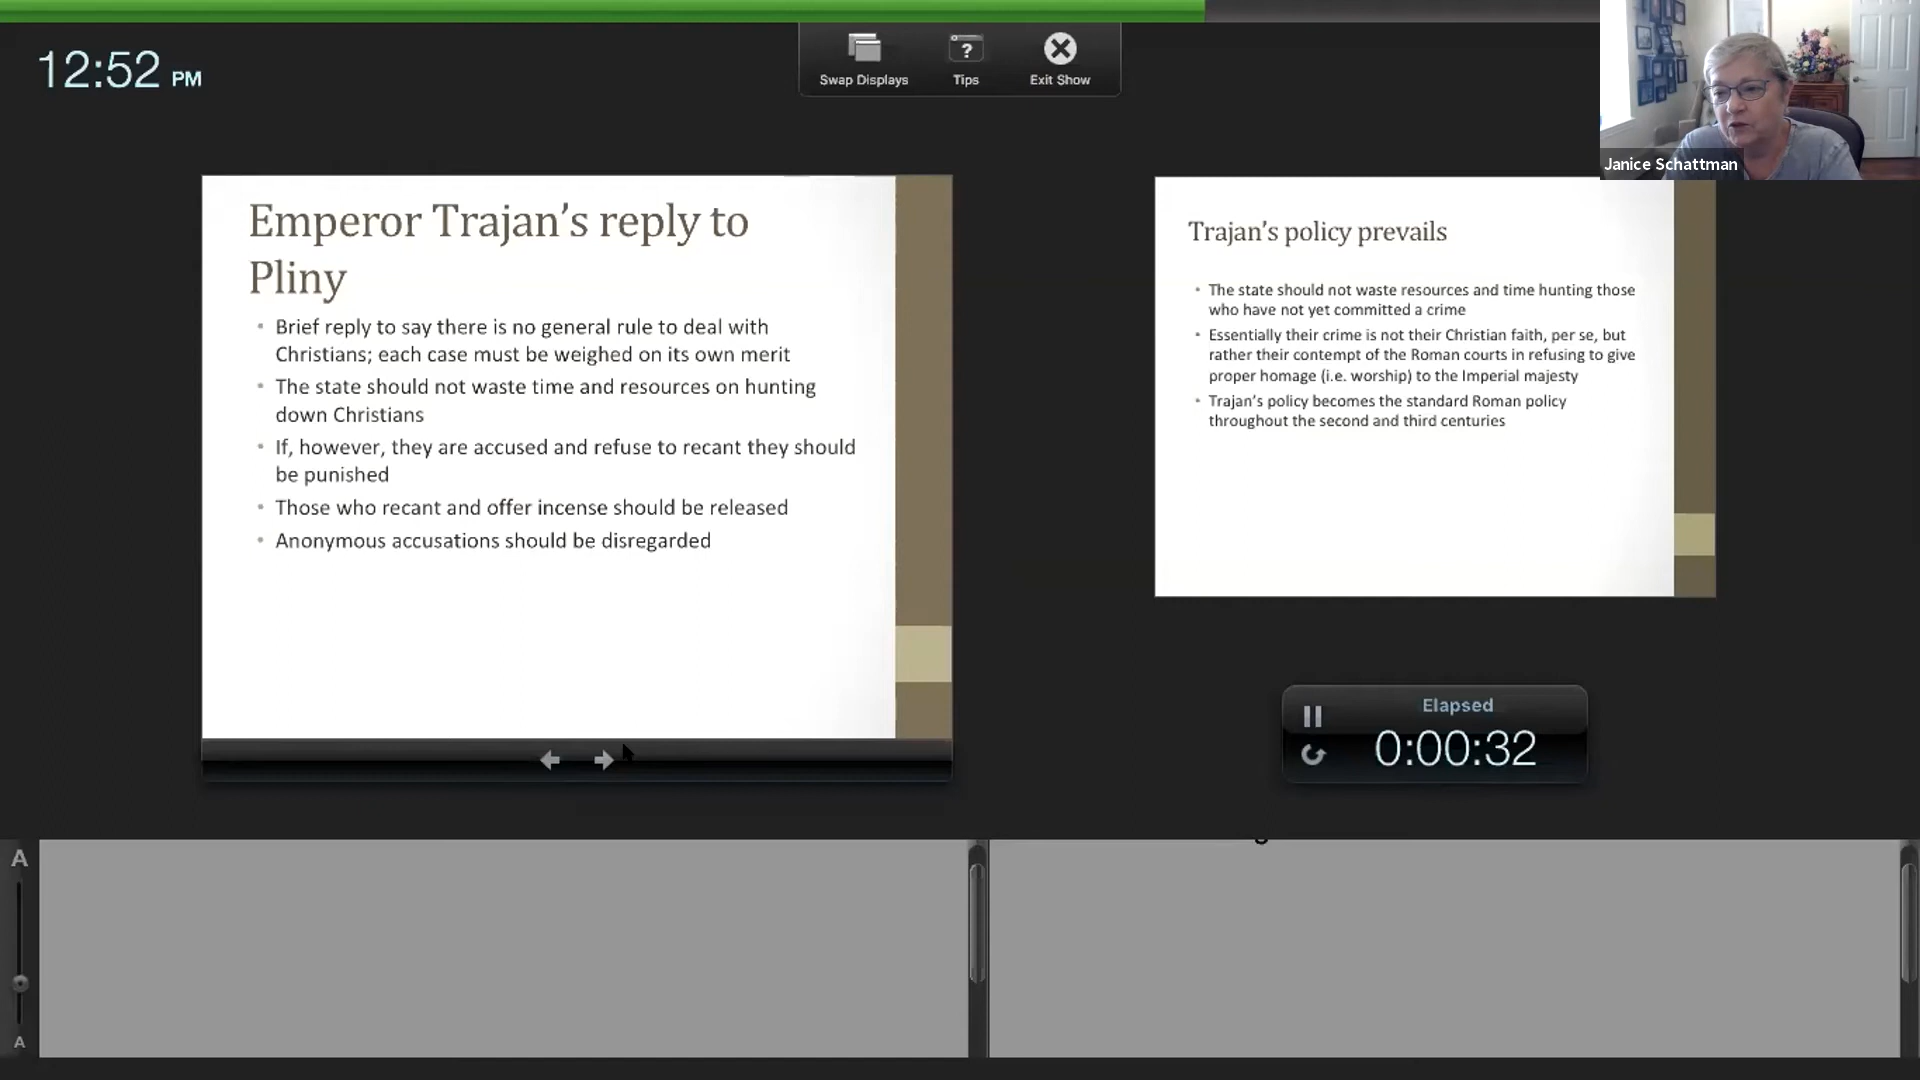 12:52 PM
Swap Displays
Tips
Exit Show
Janice Schattman
Emperor Trajan’s reply to
Pliny
• Brief reply to say there is no general rule to deal with
Christians; each case must be weighed on its own merit
• The state should not waste time and resources on hunting
down Christians
• If, however, they are accused and refuse to recant they should
be punished
• Those who recant and offer incense should be released
• Anonymous accusations should be disregarded
Trajan’s policy prevails
• The state should not waste resources and time hunting those
who have not yet committed a crime
• Essentially their crime is not their Christian faith, per se, but
rather their contempt of the Roman courts in refusing to give
proper homage (i.e. worship) to the Imperial majesty
• Trajan’s policy becomes the standard Roman policy
throughout the second and third centuries
Elapsed
0:00:32
A
A